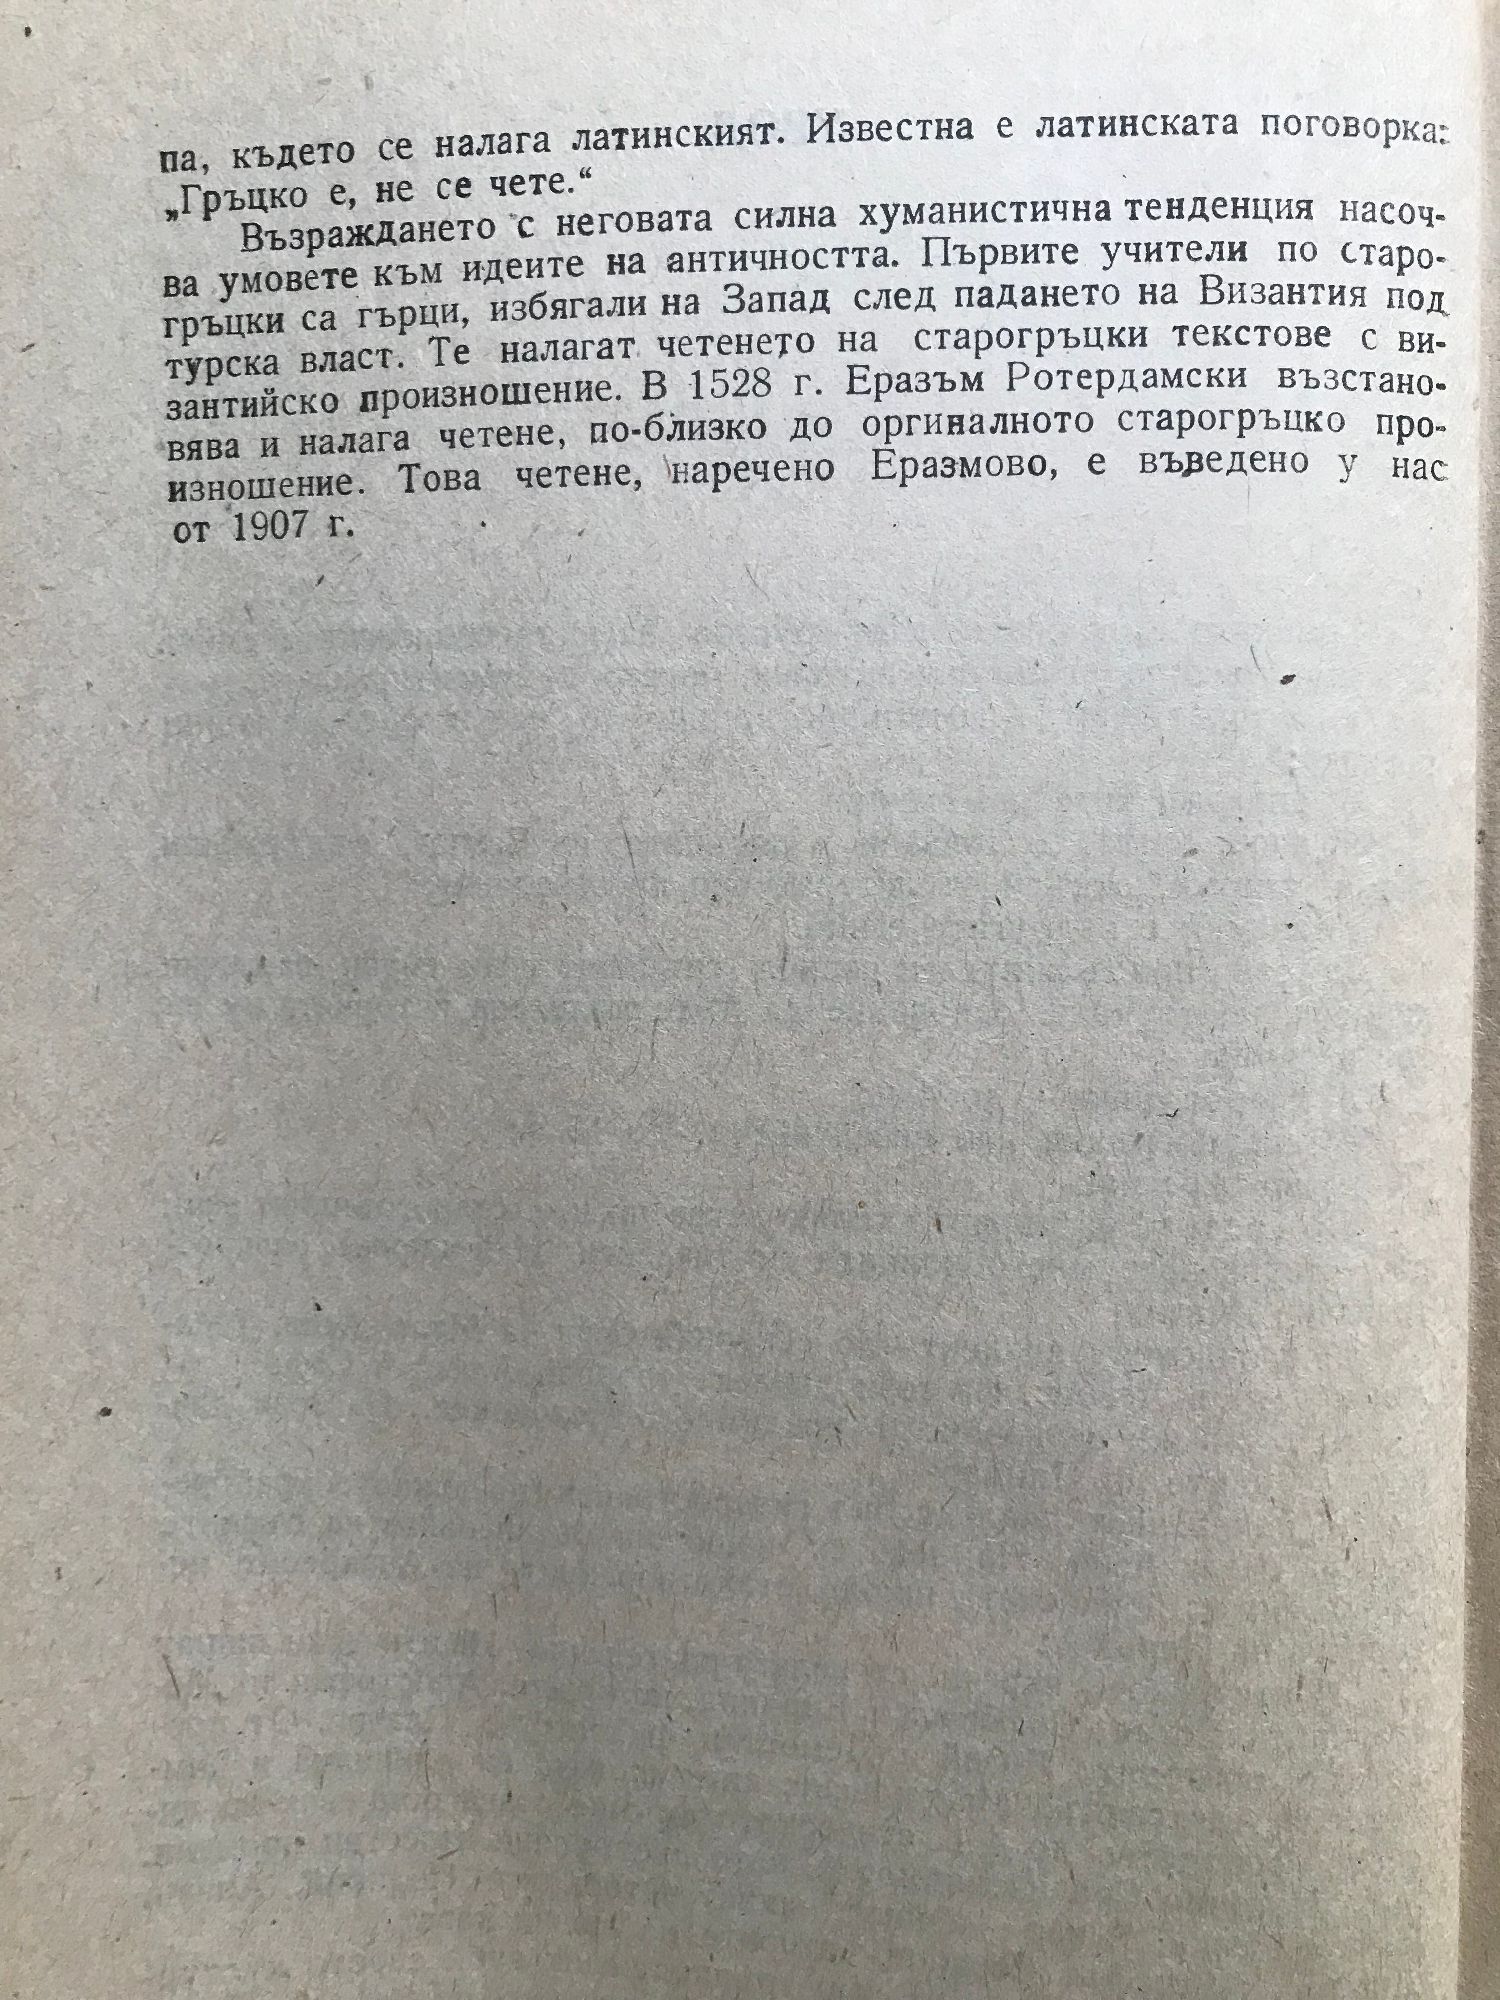 па, където се налага латинският. Известна е латинската поговорка:
„Гръцко е, не се чете.“
Възраждането с неговата силна хуманистична тенденция насоч-
ва умовете към идеите на античността. Първите учители по старо-
гръцки са гърци, избягали на Запад след падането на Византия под
турска власт. Те налагат четенето на старогръцки текстове с ви-
зантийско произношение. В 1528 г. Еразъм Ротердамски възстано-
вява и налага четене, по-близко до оргиналното старогръцко про-
изношение. Това четене, наречено Еразмово, е въведено у нас
от 1907 г.